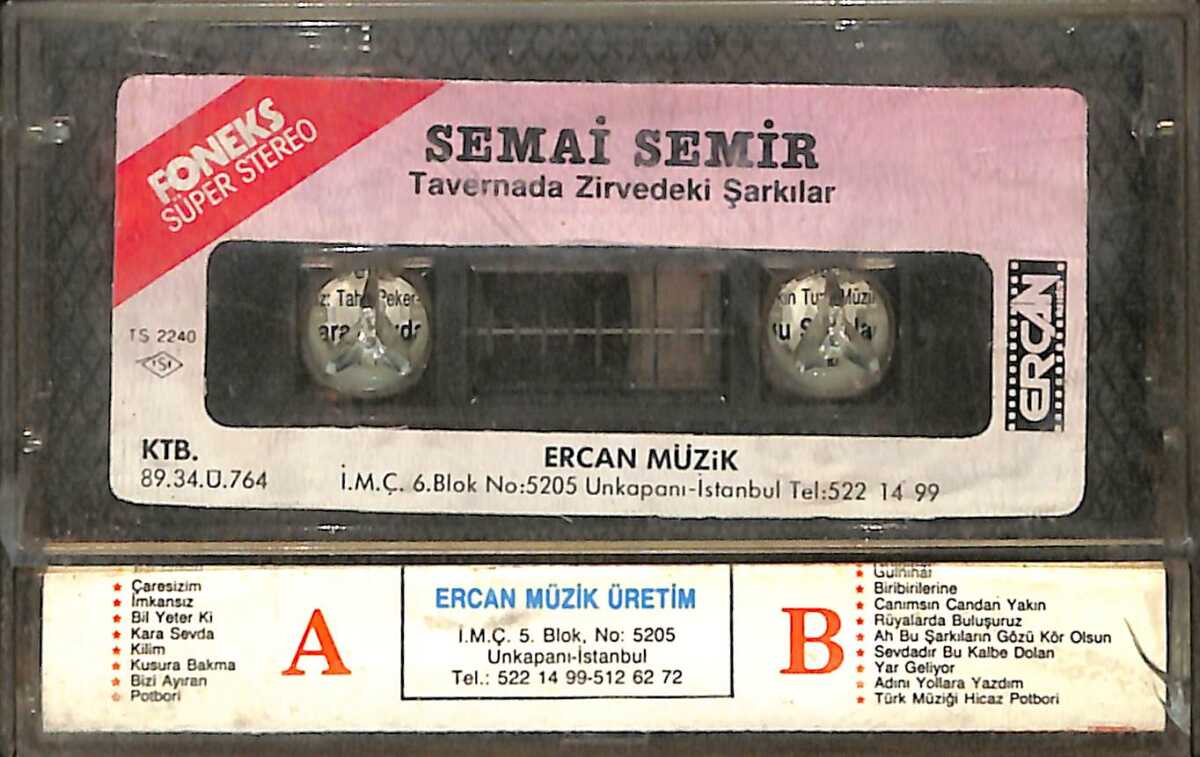 FONEKS
SÜPER STEREO
SEMAİ SEMİR
Tavernada Zirvedeki Şarkılar
TS 2240
TSE
ERCAN
KTB.
89.34.Ü.764
ERCAN MÜZiK
İ.M.Ç. 6.Blok No:5205 Unkapanı-İstanbul Tel:522 14 99
Çaresizim
İmkansız
Bil Yeter Ki
Kara Sevda
Kilim
Kusura Bakma
Bizi Ayıran
Potbori
A
ERCAN MÜZİK ÜRETİM
İ.M.Ç. 5. Blok, No: 5205
Unkapanı-İstanbul
Tel.: 522 14 99-512 62 72
B
Gülnihal
Biribirilerine
Canımsın Candan Yakın
Rüyalarda Buluşuruz
Ah Bu Şarkıların Gözü Kör Olsun
Sevdadır Bu Kalbe Dolan
Yar Geliyor
Adını Yollara Yazdım
Türk Müziği Hicaz Potbori